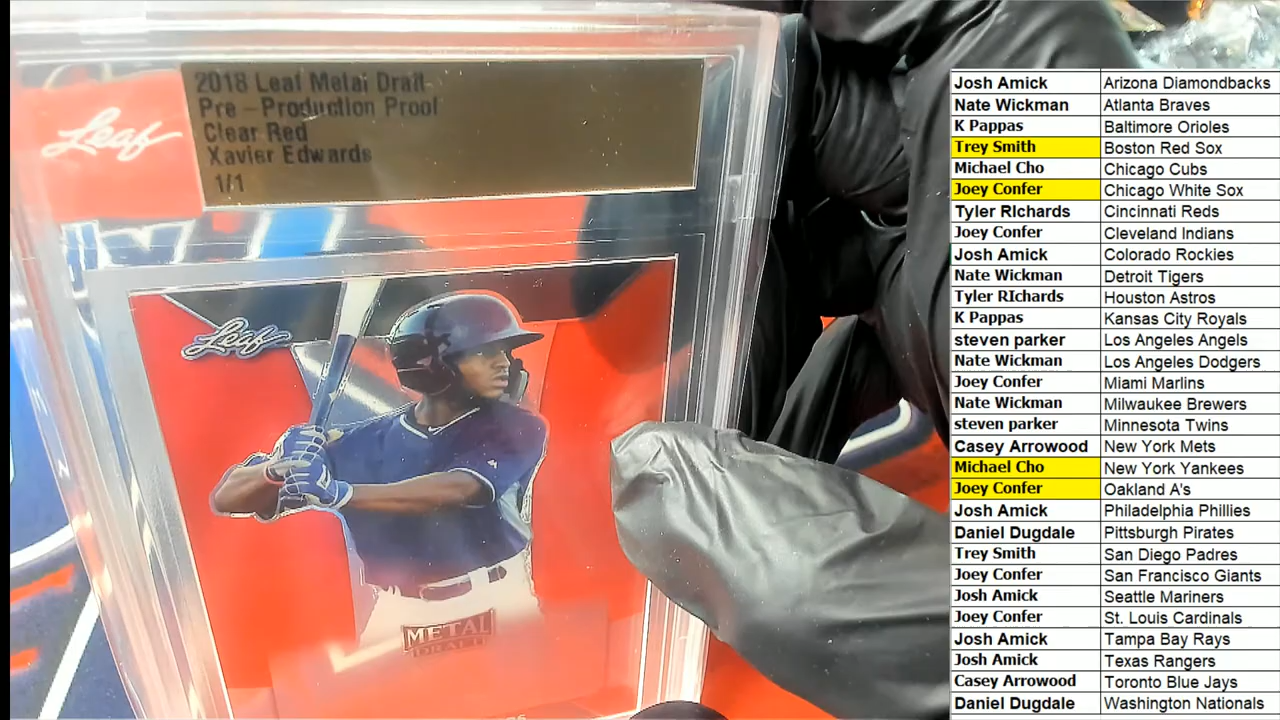 2018 Leaf Metal Draft
Pre - Production Proof
Clear Red
Xavier Edwards
1/1
Leaf
Leaf
METAL
DRAFT
Josh Amick Arizona Diamondbacks
Nate Wickman Atlanta Braves
K Pappas Baltimore Orioles
Trey Smith Boston Red Sox
Michael Cho Chicago Cubs
Joey Confer Chicago White Sox
Tyler RIchards Cincinnati Reds
Joey Confer Cleveland Indians
Josh Amick Colorado Rockies
Nate Wickman Detroit Tigers
Tyler RIchards Houston Astros
K Pappas Kansas City Royals
steven parker Los Angeles Angels
Nate Wickman Los Angeles Dodgers
Joey Confer Miami Marlins
Nate Wickman Milwaukee Brewers
steven parker Minnesota Twins
Casey Arrowood New York Mets
Michael Cho New York Yankees
Joey Confer Oakland A's
Josh Amick Philadelphia Phillies
Daniel Dugdale Pittsburgh Pirates
Trey Smith San Diego Padres
Joey Confer San Francisco Giants
Josh Amick Seattle Mariners
Joey Confer St. Louis Cardinals
Josh Amick Tampa Bay Rays
Josh Amick Texas Rangers
Casey Arrowood Toronto Blue Jays
Daniel Dugdale Washington Nationals